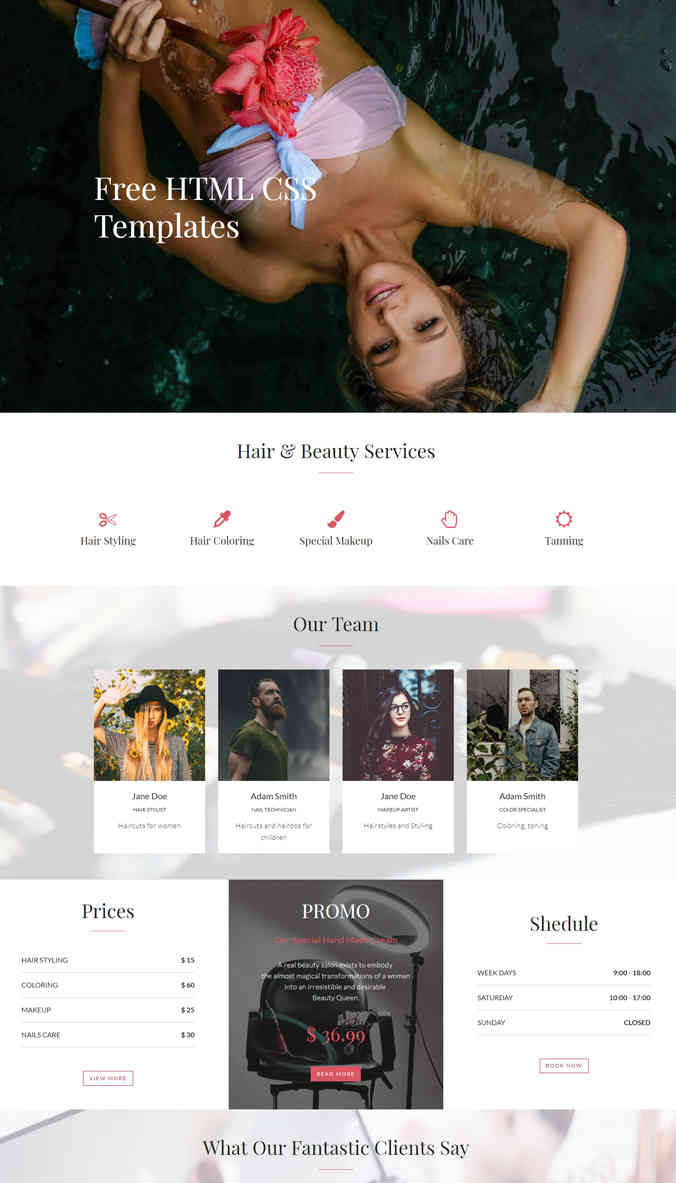 Free HTML CSS
Templates
Hair & Beauty Services
Hair Styling
Hair Coloring
Special Makeup
Nails Care
Tanning
Our Team
Jane Doe
HAIR STYLIST
Haircuts for women
Adam Smith
NAIL TECHNICIAN
Haircuts and hairdos for
children
Jane Doe
MAKEUP ARTIST
Hairstyles and Styling
Adam Smith
COLOR SPECIALIST
Coloring, toning
Prices
HAIR STYLING $ 15
COLORING $ 60
MAKEUP $ 25
NAILS CARE $ 30
VIEW MORE
PROMO
Our Special Hand Made Cream
A real beauty salon exists to embody
the almost magical transformations of a woman
into an irresistible and desirable
Beauty Queen.
$ 36.99
READ MORE
Shedule
WEEK DAYS 9:00 - 18:00
SATURDAY 10:00 - 17:00
SUNDAY CLOSED
BOOK NOW
What Our Fantastic Clients Say